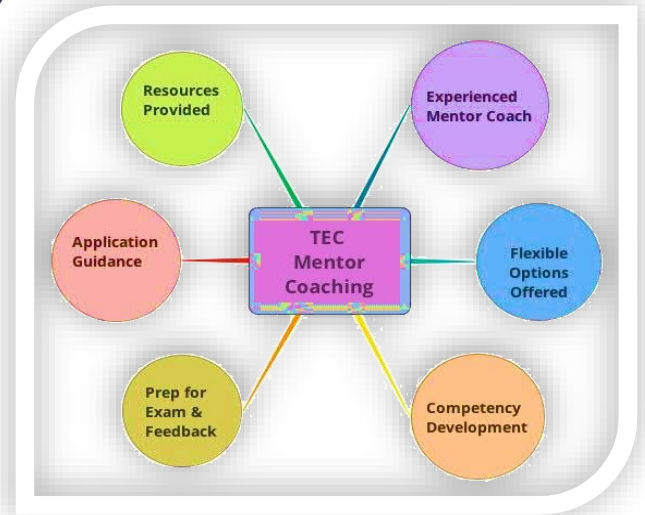 Resources
Provided
Experienced
Mentor Coach
Application
Guidance
TEC
Mentor
Coaching
Flexible
Options
Offered
Prep for
Exam &
Feedback
Competency
Development